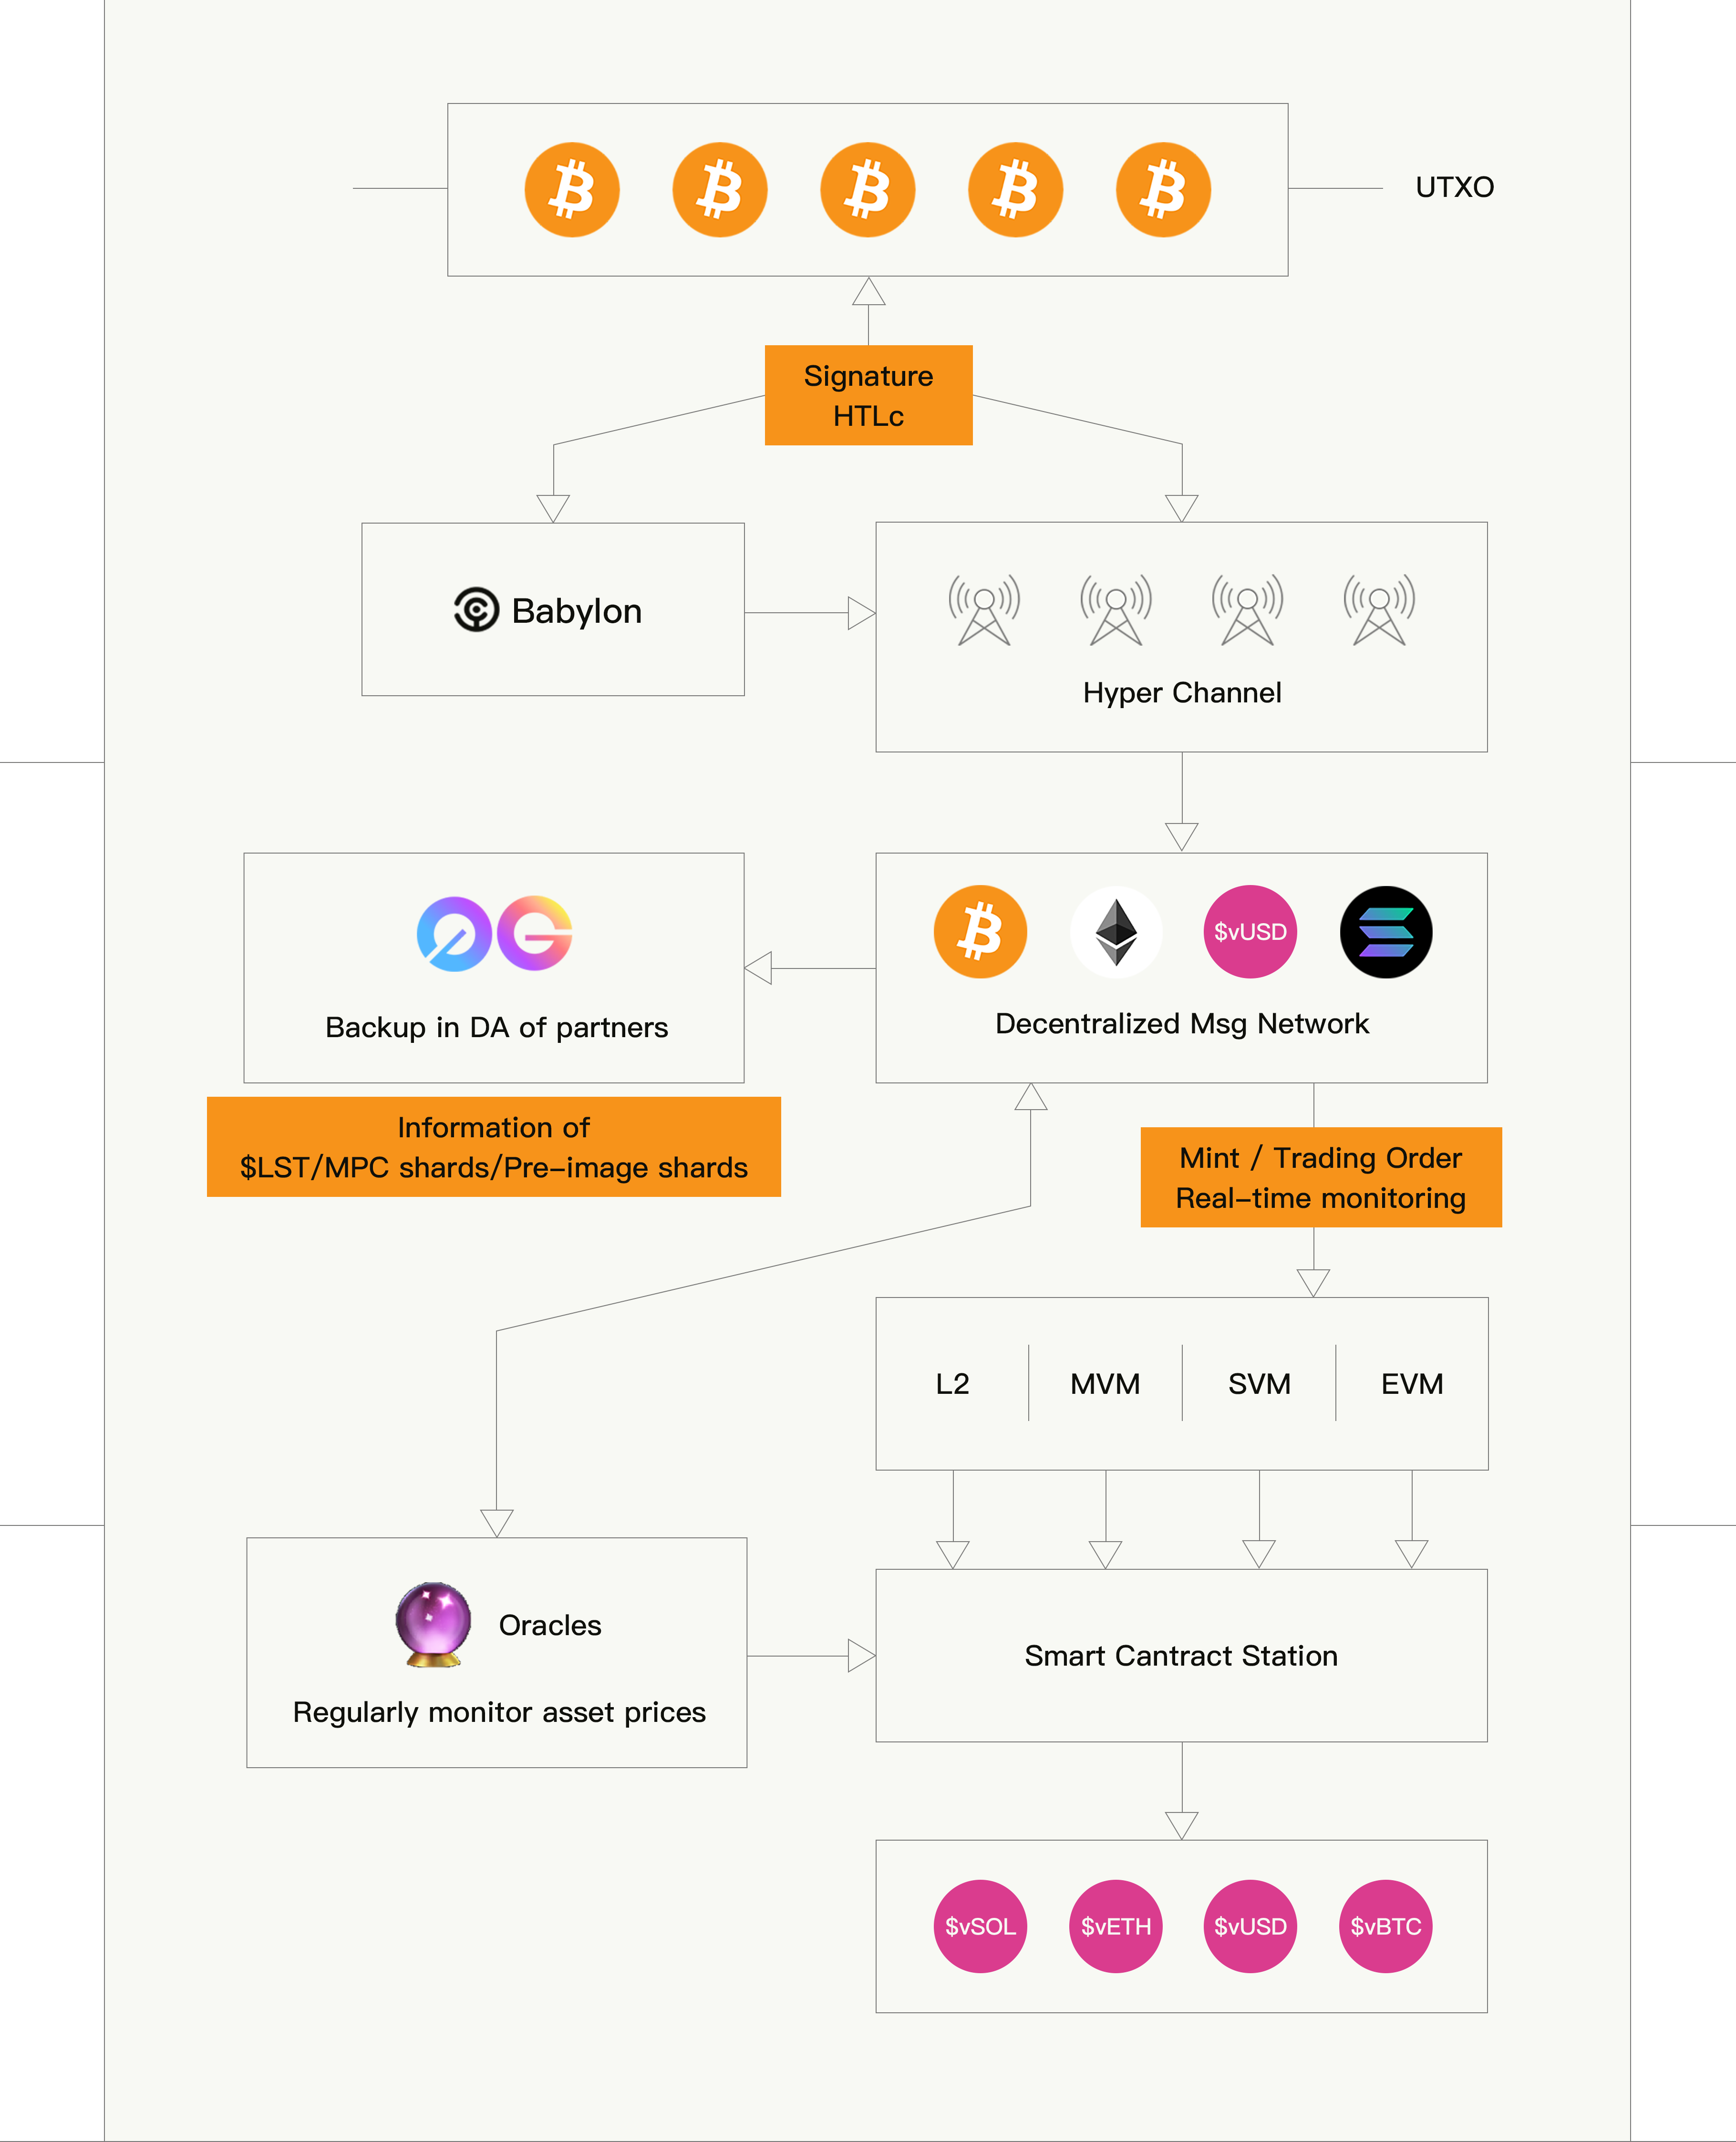 UTXO
Signature
HTLc
Babylon
Hyper Channel
0G
Backup in DA of partners
$vUSD
Decentralized Msg Network
Information of
$LST/MPC shards/Pre-image shards
Mint / Trading Order
Real-time monitoring
L2 MVM SVM EVM
Oracles
Regularly monitor asset prices
Smart Cantract Station
$vSOL $vETH $vUSD $vBTC